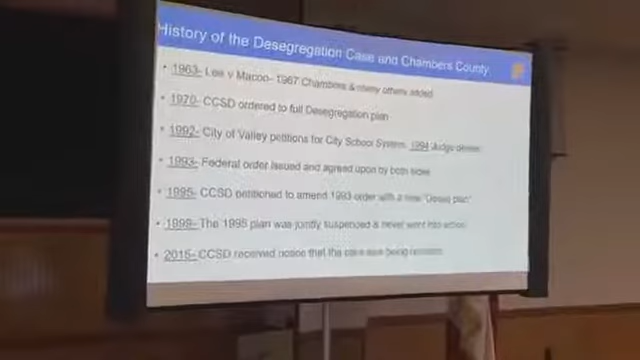 History of the Desegregation Case and Chambers County
• 1963- Lee v Macon- 1967 Chambers & many others added
• 1970- CCSD ordered to full Desegregation plan
• 1992- City of Valley petitions for City School System. 1994 Judge denies
• 1993- Federal order issued and agreed upon by both sides
• 1995- CCSD petitioned to amend 1993 order with a new "Deseg plan"
• 1999- The 1995 plan was jointly suspended & never went into action
• 2015- CCSD received notice that the case was being